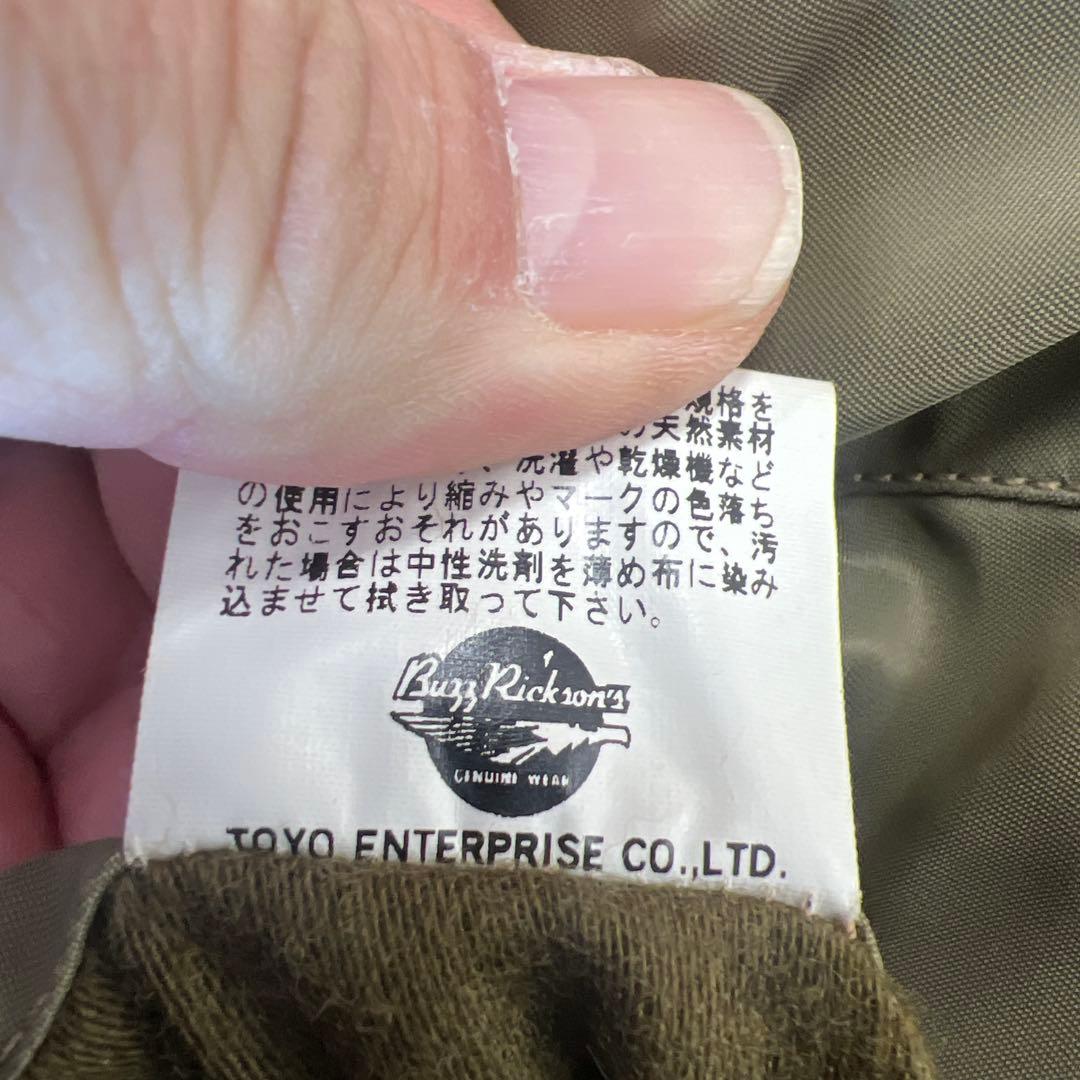 規格を
の天然素材
、洗濯や乾燥機など
の使用により縮みやマークの色落ち
をおこすおそれがありますので、汚
れた場合は中性洗剤を薄め布に染み
込ませて拭き取って下さい。
Buzz Rickson's
GENUINE WEAR
TOYO ENTERPRISE CO.,LTD.